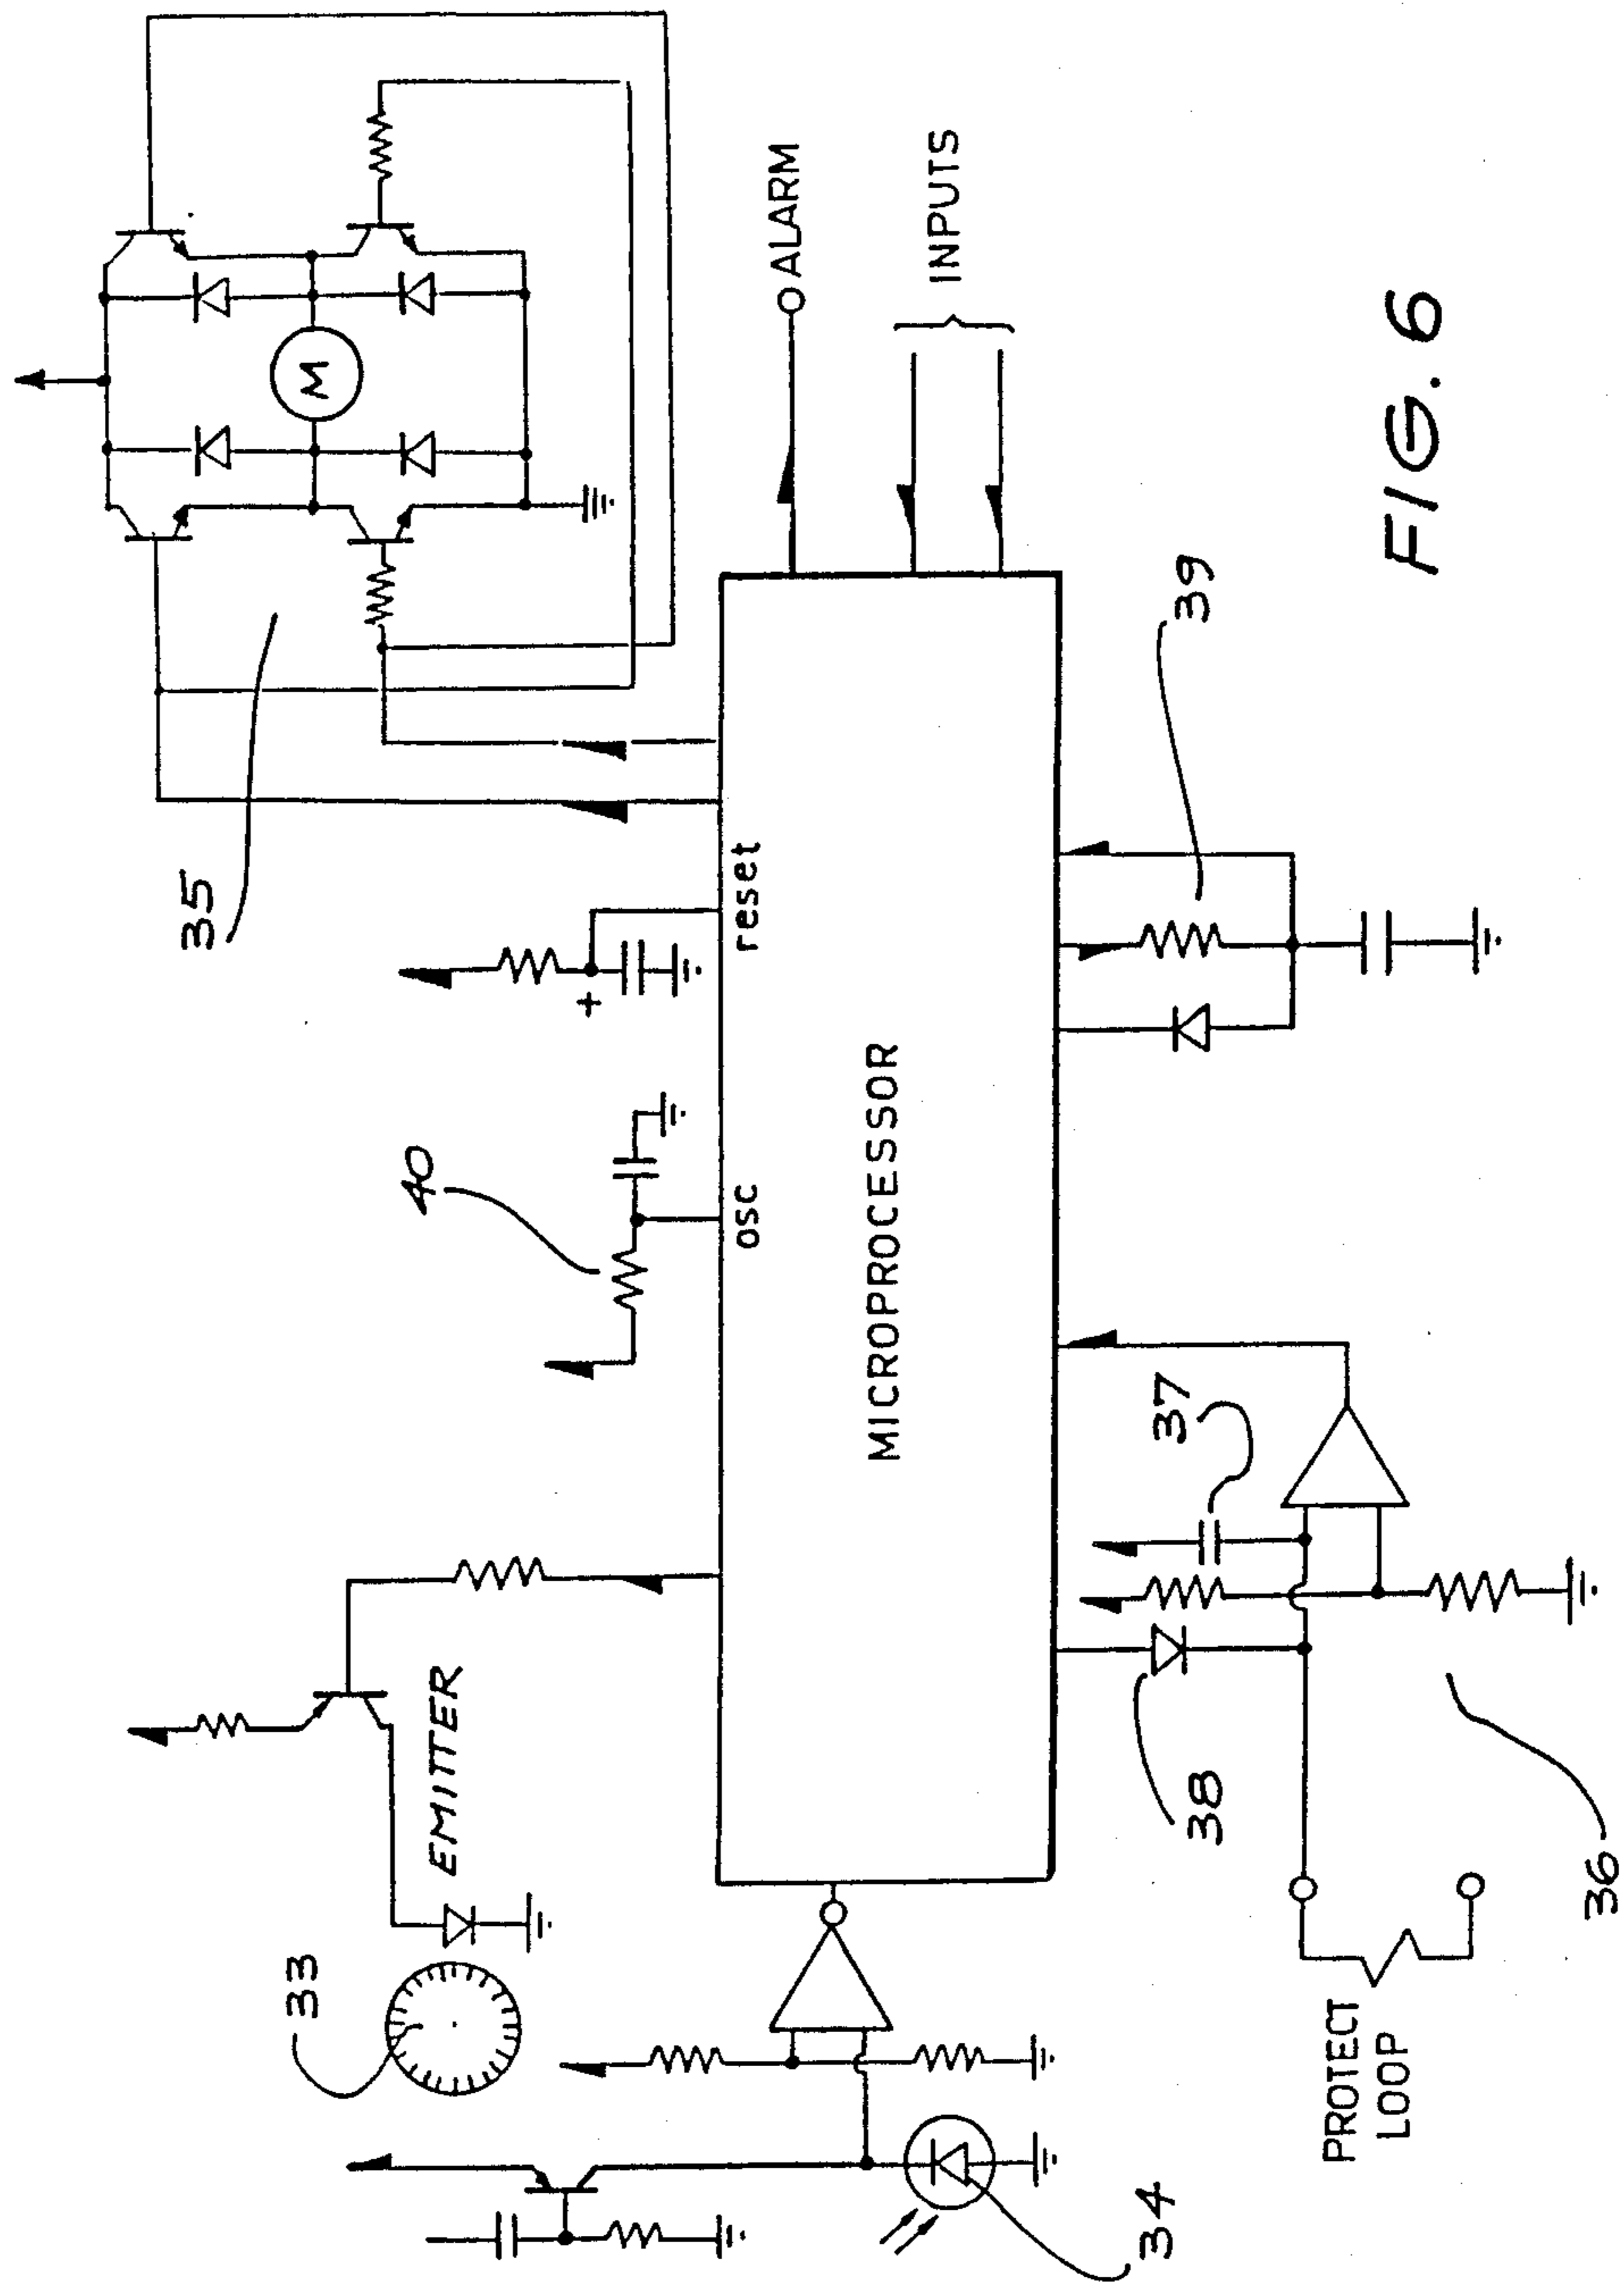 35
M
ALARM
INPUTS
reset
+
40
osc
MICROPROCESSOR
39
EMITTER
33
37
38
34
36
PROTECT
LOOP
FIG. 6